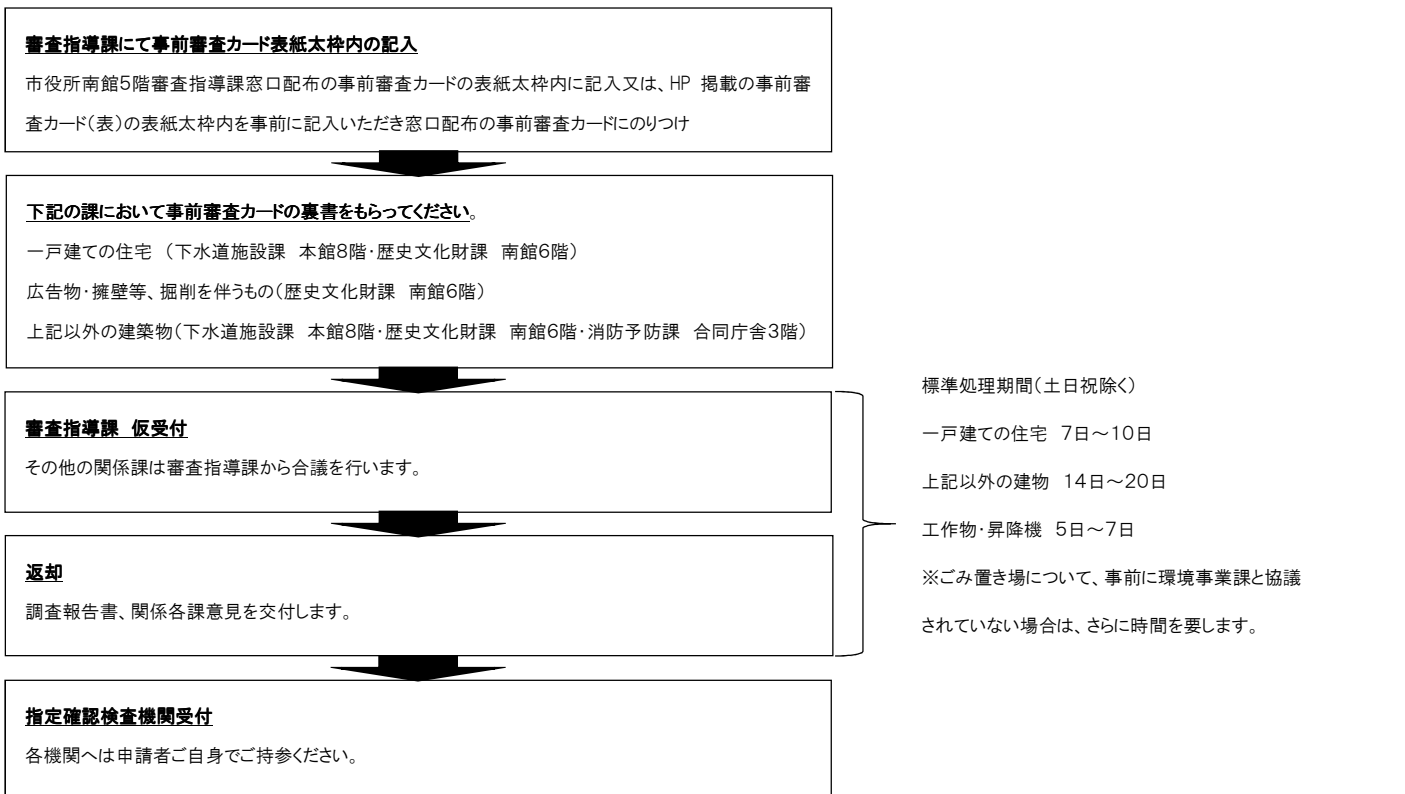 審査指導課にて事前審査カード表紙太枠内の記入
市役所南館5階審査指導課窓口配布の事前審査カードの表紙太枠内に記入又は、HP 掲載の事前審
査カード(表)の表紙太枠内を事前に記入いただき窓口配布の事前審査カードにのりつけ
下記の課において事前審査カードの裏書をもらってください。
一戸建ての住宅 (下水道施設課 本館8階・歴史文化財課 南館6階)
広告物・擁壁等、掘削を伴うもの(歴史文化財課 南館6階)
上記以外の建築物(下水道施設課 本館8階・歴史文化財課 南館6階・消防予防課 合同庁舎3階)
審査指導課 仮受付
その他の関係課は審査指導課から合議を行います。
返却
調査報告書、関係各課意見を交付します。
標準処理期間(土日祝除く)
一戸建ての住宅 7日~10日
上記以外の建物 14日~20日
工作物・昇降機 5日~7日
※ごみ置き場について、事前に環境事業課と協議
されていない場合は、さらに時間を要します。
指定確認検査機関受付
各機関へは申請者ご自身でご持参ください。